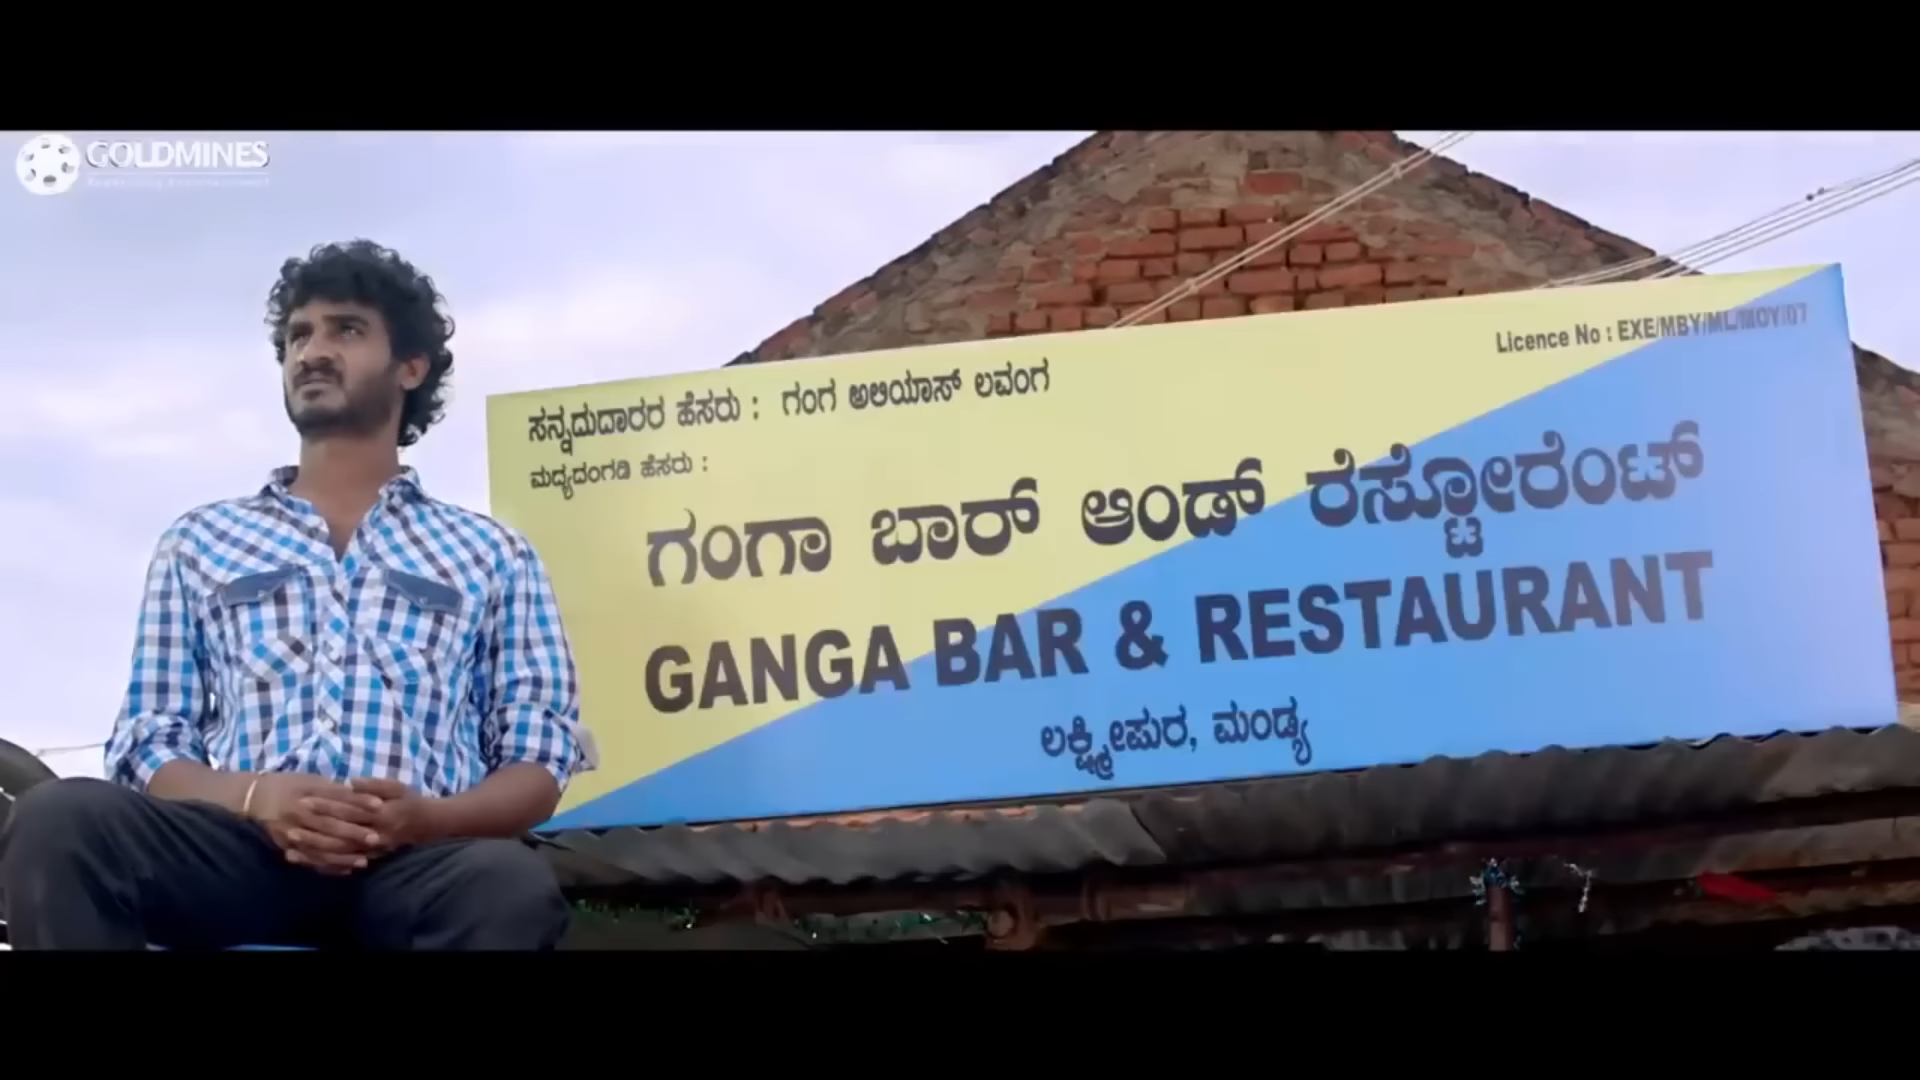 GOLDMINES
ಸನ್ನದುದಾರರ ಹೆಸರು : ಗಂಗ ಅಲಿಯಾಸ್ ಲವಂಗ
Licence No : EXE/MBY/ML/MOY/07
ಮದ್ಯದಂಗಡಿ ಹೆಸರು :
ಗಂಗಾ ಬಾರ್ ಆಂಡ್ ರೆಸ್ಟೋರೆಂಟ್
GANGA BAR & RESTAURANT
ಲಕ್ಷ್ಮೀಪುರ, ಮಂಡ್ಯ